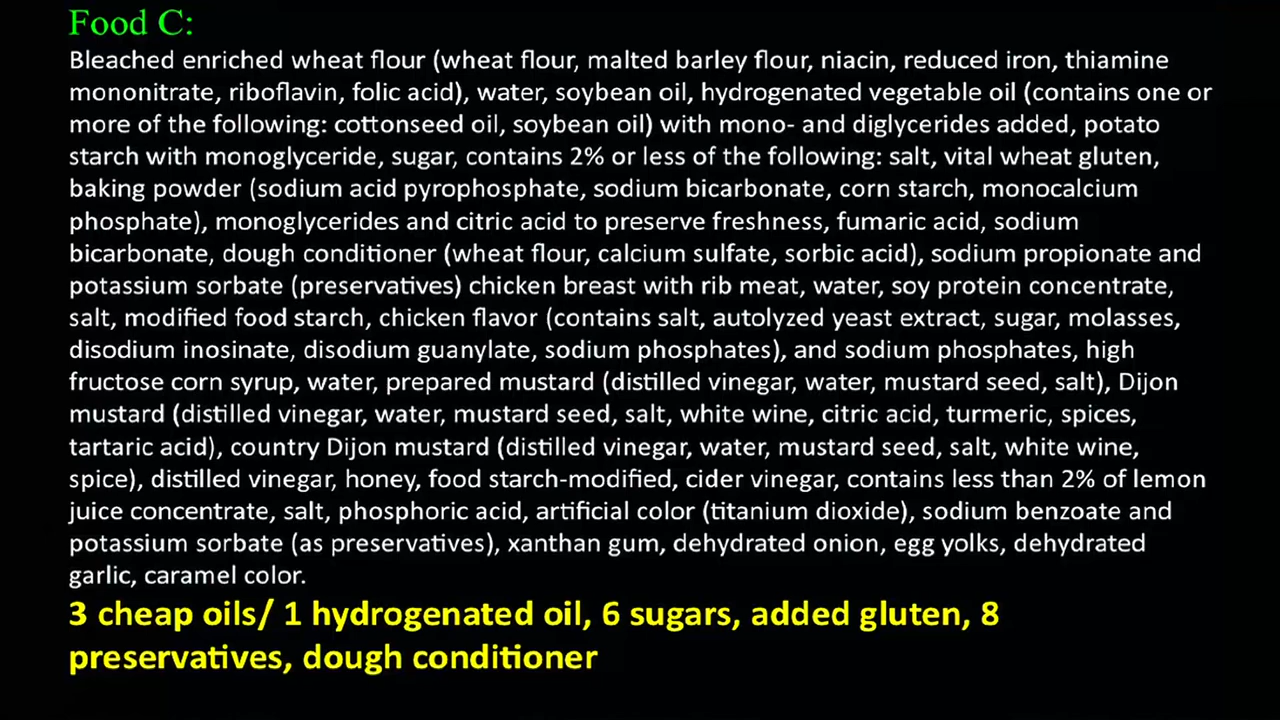 Food C:
Bleached enriched wheat flour (wheat flour, malted barley flour, niacin, reduced iron, thiamine
mononitrate, riboflavin, folic acid), water, soybean oil, hydrogenated vegetable oil (contains one or
more of the following: cottonseed oil, soybean oil) with mono- and diglycerides added, potato
starch with monoglyceride, sugar, contains 2% or less of the following: salt, vital wheat gluten,
baking powder (sodium acid pyrophosphate, sodium bicarbonate, corn starch, monocalcium
phosphate), monoglycerides and citric acid to preserve freshness, fumaric acid, sodium
bicarbonate, dough conditioner (wheat flour, calcium sulfate, sorbic acid), sodium propionate and
potassium sorbate (preservatives) chicken breast with rib meat, water, soy protein concentrate,
salt, modified food starch, chicken flavor (contains salt, autolyzed yeast extract, sugar, molasses,
disodium inosinate, disodium guanylate, sodium phosphates), and sodium phosphates, high
fructose corn syrup, water, prepared mustard (distilled vinegar, water, mustard seed, salt), Dijon
mustard (distilled vinegar, water, mustard seed, salt, white wine, citric acid, turmeric, spices,
tartaric acid), country Dijon mustard (distilled vinegar, water, mustard seed, salt, white wine,
spice), distilled vinegar, honey, food starch-modified, cider vinegar, contains less than 2% of lemon
juice concentrate, salt, phosphoric acid, artificial color (titanium dioxide), sodium benzoate and
potassium sorbate (as preservatives), xanthan gum, dehydrated onion, egg yolks, dehydrated
garlic, caramel color.
3 cheap oils/ 1 hydrogenated oil, 6 sugars, added gluten, 8
preservatives, dough conditioner